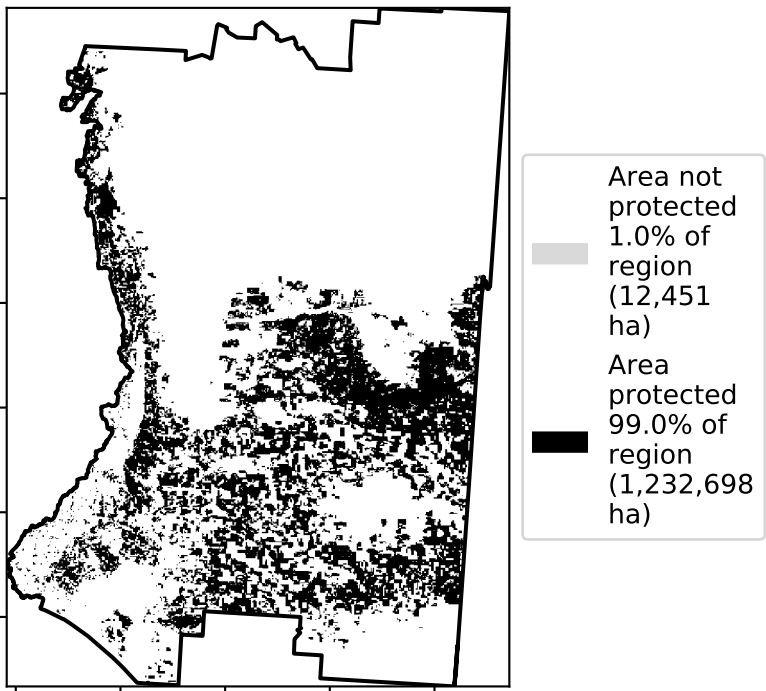 Area not
protected
1.0% of
region
(12,451
ha)
Area
protected
99.0% of
region
(1,232,698
ha)